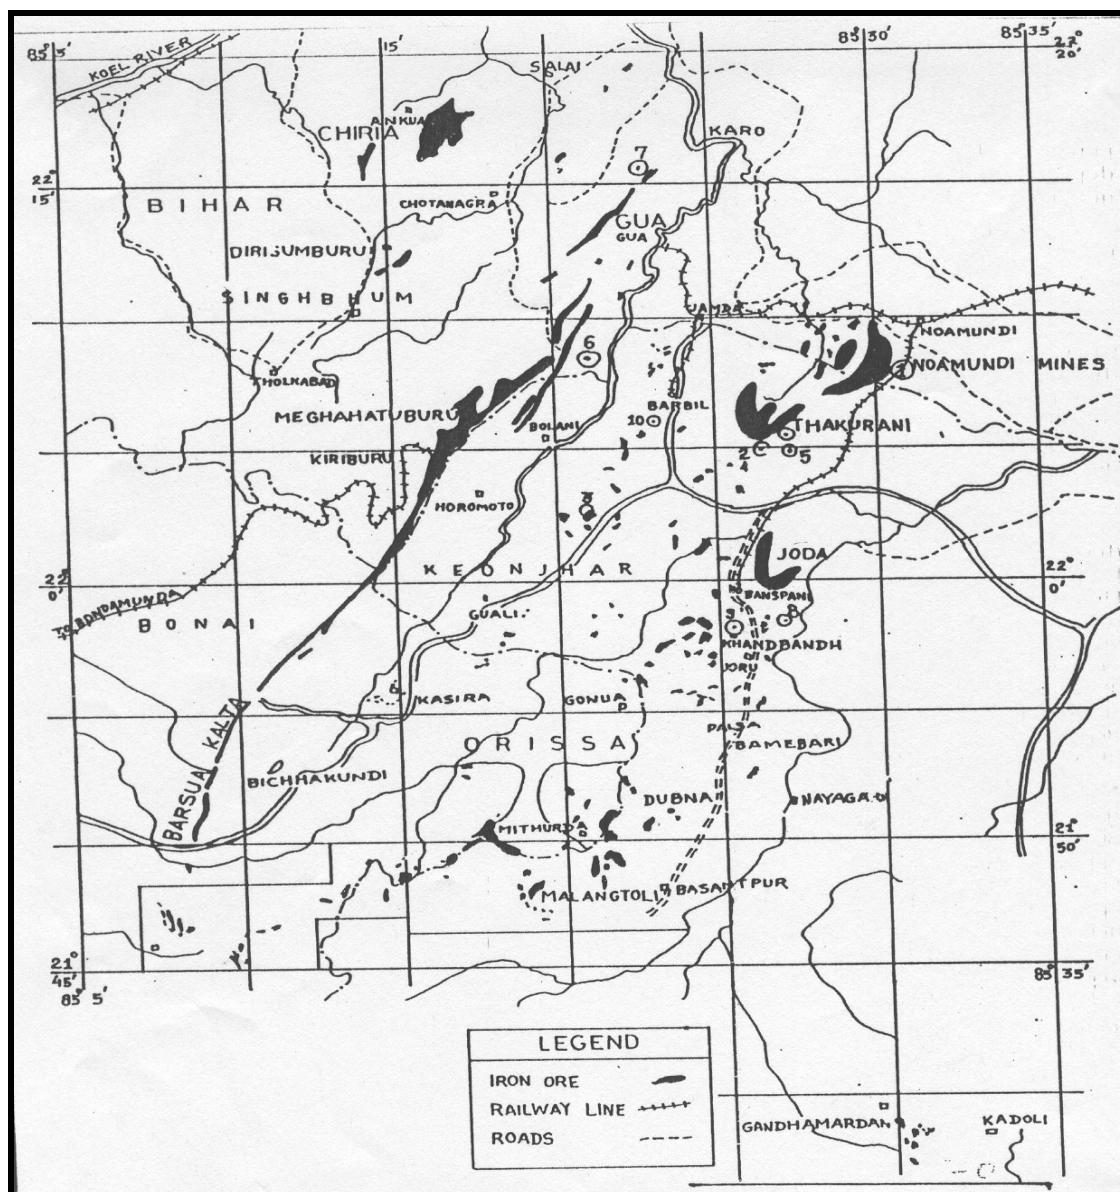 85° 5'
15'
85° 30'
85° 35'
22° 20'
KOEL RIVER
SALAI
ANKUA
CHIRIA
KARO
7
22° 15'
BIHAR
CHOTANAGRA
GUA
GUA
DIRISUMBURU
SINGHBHUM
JAMDA
NOAMUNDI
6
NOAMUNDI MINES
THOLKABAD
MEGHAHATUBURU
BARBIL
10
BOLANI
THAKURANI
2
4
5
KIRIBURU
HOROMOTO
JODA
KEONJHAR
22° 0'
22° 0'
BANSPANI
TO BONDAMUNDA
BONAI
GUALI
9
8
KHANDBANDH
JORU
KASIRA
GONUA
PALSA
BARSUA KALTA
ORISSA
BAMEBARI
BICHHAKUNDI
DUBNA
NAYAGA
MITHURDA
21° 50'
MALANGTOLI
BASANTPUR
21° 45'
85° 5'
85° 35'
LEGEND
IRON ORE
RAILWAY LINE
ROADS
GANDHAMARDAN
KADOLI